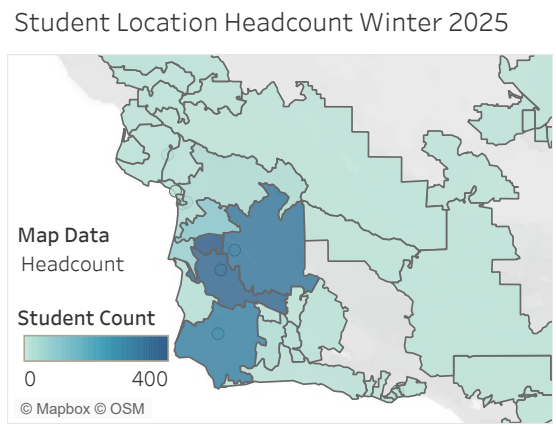 Student Location Headcount Winter 2025
Map Data
Headcount
Student Count
0 400
© Mapbox © OSM